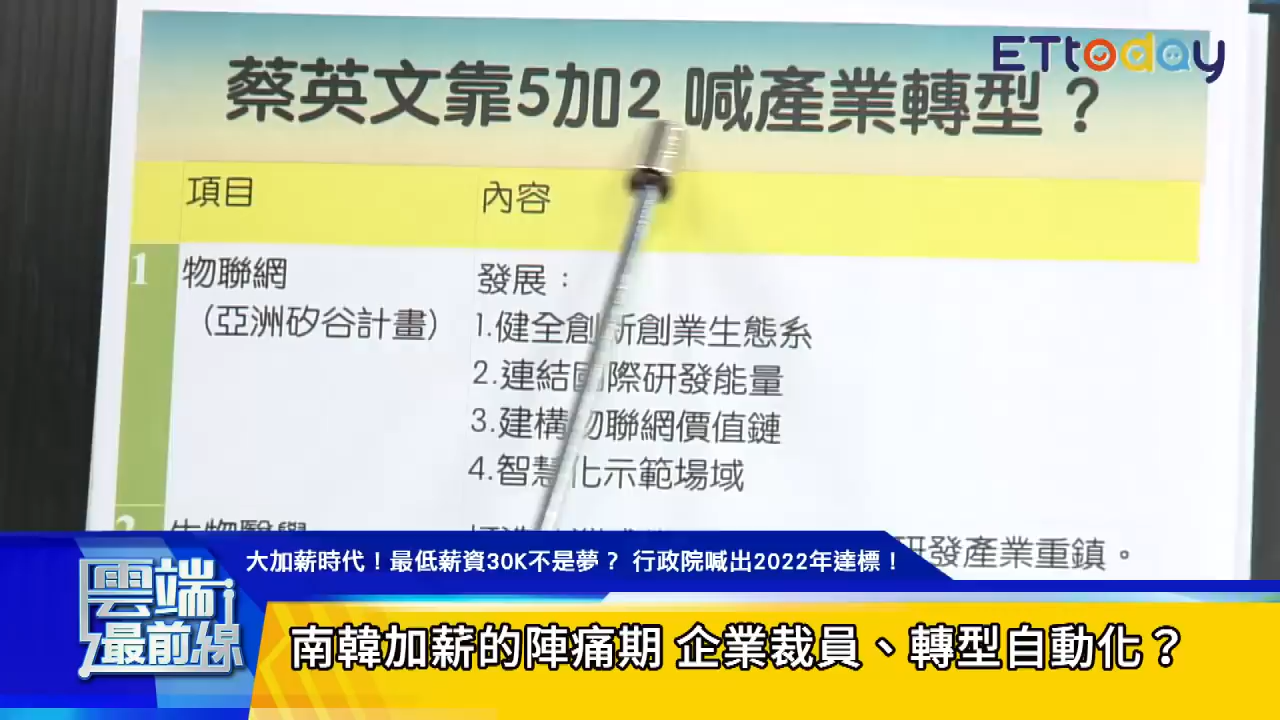 ETtoday
蔡英文靠5加2 喊產業轉型？
項目
內容
1
物聯網
（亞洲矽谷計畫）
發展：
1.健全創新創業生態系
2.連結國際研發能量
3.建構物聯網價值鏈
4.智慧化示範場域
2
生物醫學
研發產業重鎮。
大加薪時代！最低薪資30K不是夢？ 行政院喊出2022年達標！
雲端最前線
南韓加薪的陣痛期 企業裁員、轉型自動化？